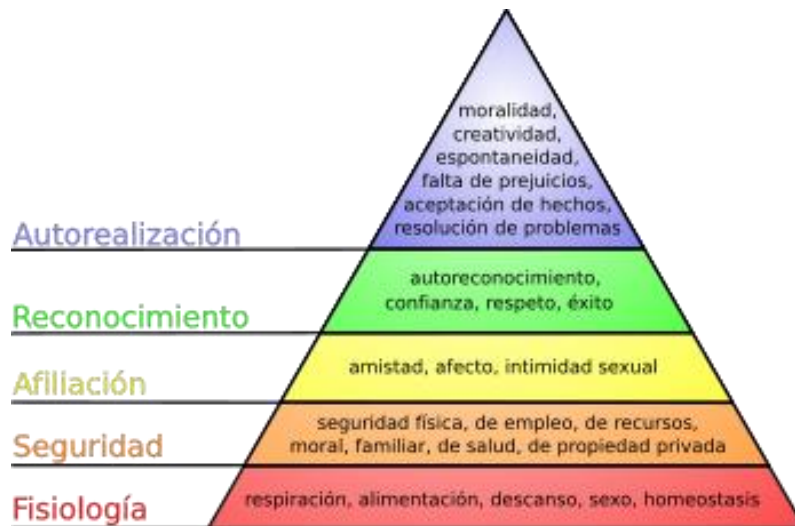 moralidad,
creatividad,
espontaneidad,
falta de prejuicios,
aceptación de hechos,
resolución de problemas
Autorealización
autoreconocimiento,
confianza, respeto, éxito
Reconocimiento
amistad, afecto, intimidad sexual
Afiliación
seguridad física, de empleo, de recursos,
moral, familiar, de salud, de propiedad privada
Seguridad
respiración, alimentación, descanso, sexo, homeostasis
Fisiología